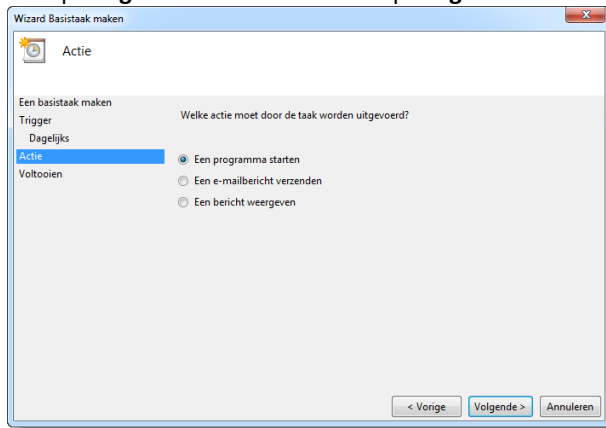 Wizard Basistaak maken
Actie
Een basistaak maken
Trigger
Dagelijks
Actie
Voltooien
Welke actie moet door de taak worden uitgevoerd?
Een programma starten
Een e-mailbericht verzenden
Een bericht weergeven
< Vorige
Volgende >
Annuleren